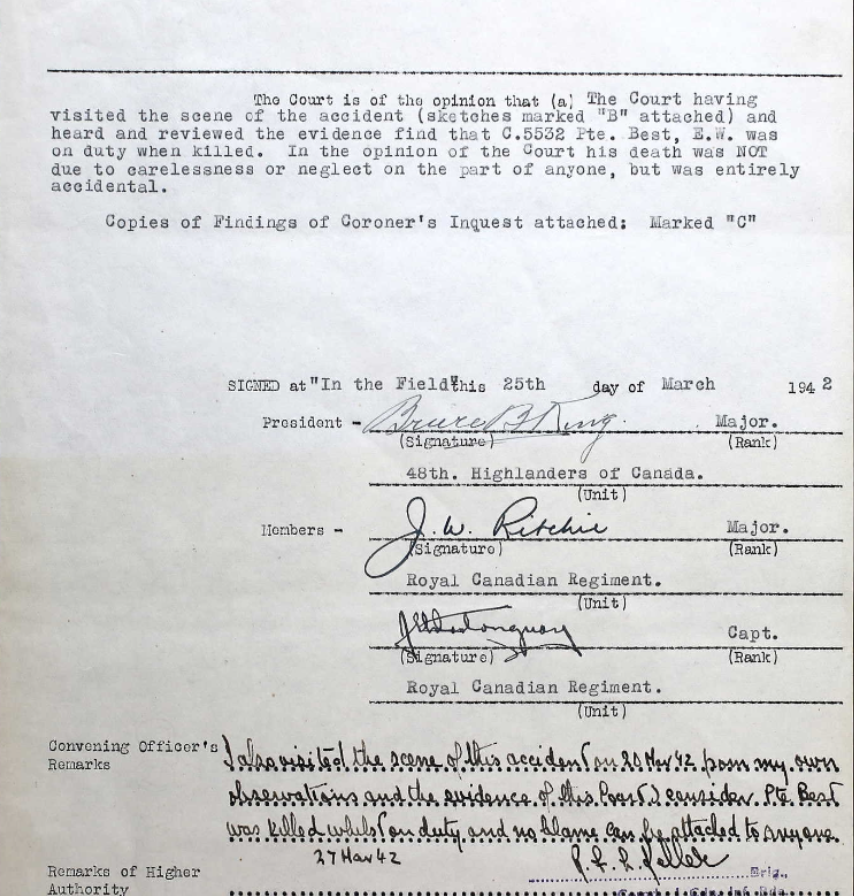 The Court is of the opinion that (a) The Court having
visited the scene of the accident (sketches marked "B" attached) and
heard and reviewed the evidence find that C.5532 Pte. Best, E.W. was
on duty when killed. In the opinion of the Court his death was NOT
due to carelessness or neglect on the part of anyone, but was entirely
accidental.
Copies of Findings of Coroner's Inquest attached: Marked "C"
SIGNED at "In the Field" this 25th day of March 1942
President - Bruce B King. Major.
(Signature) (Rank)
48th. Highlanders of Canada.
(Unit)
Members - J. W. Ritchie Major.
(Signature) (Rank)
Royal Canadian Regiment.
(Unit)
Capt.
(Signature) (Rank)
Royal Canadian Regiment.
(Unit)
Convening Officer's I also visited the scene of this accident on 20 Mar 42 from my own
Remarks
observations and the evidence of this Court I consider Pte. Best
was killed whilst on duty and no blame can be attached to anyone.
27 Mar 42
Remarks of Higher Brig.,
Authority